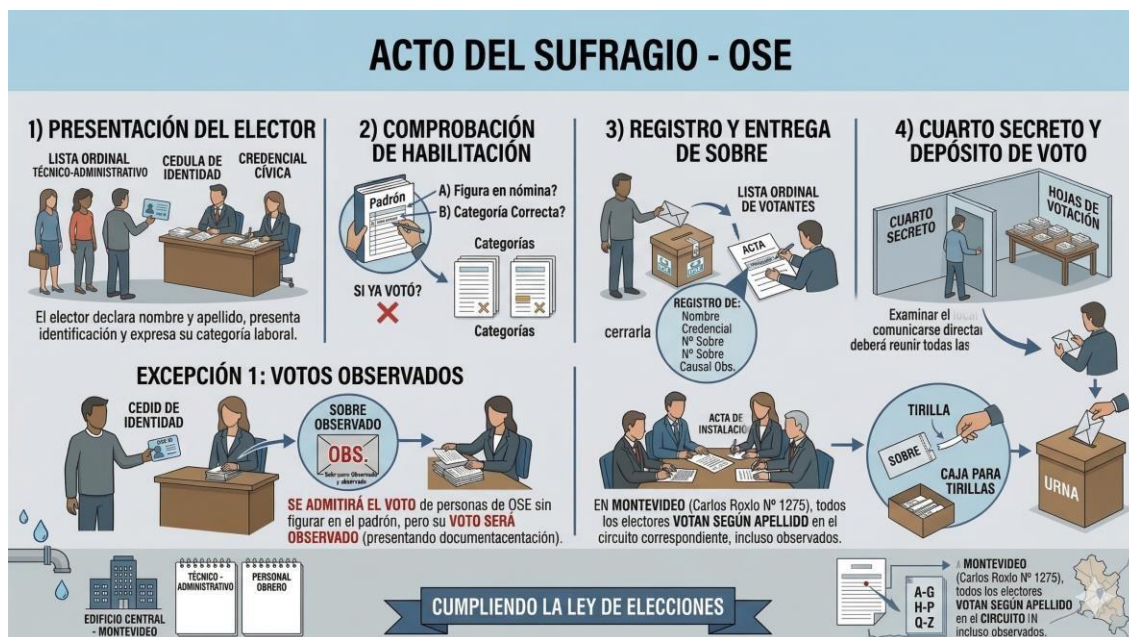 ACTO DEL SUFRAGIO - OSE
1) PRESENTACIÓN DEL ELECTOR
LISTA ORDINAL
TÉCNICO-ADMINISTRATIVO
CEDULA DE
IDENTIDAD
CREDENCIAL
CÍVICA
El elector declara nombre y apellido, presenta
identificación y expresa su categoría laboral.
2) COMPROBACIÓN
DE HABILITACIÓN
Padrón
A) Figura en nómina?
B) Categoría Correcta?
Categorías
SI YA VOTÓ?
Categorías
3) REGISTRO Y ENTREGA
DE SOBRE
LISTA ORDINAL
DE VOTANTES
ACTA
cerrarla
REGISTRO DE:
Nombre
Credencial
Nº Sobre
Nº Sobre
Causal Obs.
4) CUARTO SECRETO Y
DEPÓSITO DE VOTO
CUARTO
SECRETO
HOJAS DE
VOTACIÓN
Examinar el local
comunicarse directa
deberá reunir todas las
EXCEPCIÓN 1: VOTOS OBSERVADOS
CEDID DE
IDENTIDAD
OSE ID
SOBRE
OBSERVADO
OBS.
SE ADMITIRÁ EL VOTO de personas de OSE sin
figurar en el padrón, pero su VOTO SERÁ
OBSERVADO (presentando documentacentación).
ACTA DE
INSTALACIÓ
EN MONTEVIDEO (Carlos Roxlo Nº 1275), todos
los electores VOTAN SEGÚN APELLIDD en el
circuito correspondiente, incluso observados.
TIRILLA
SOBRE
CAJA PARA
TIRILLAS
URNA
EDIFICIO CENTRAL
- MONTEVIDEO
TÉCNICO -
ADMINISTRATIVO
PERSONAL
OBRERO
CUMPLIENDO LA LEY DE ELECCIONES
A-G
H-P
Q-Z
A MONTEVIDEO
(Carlos Roxlo Nº 1275),
todos los electores
VOTAN SEGÚN APELLIDO
en el CIRCUITO IN
incluso observados.